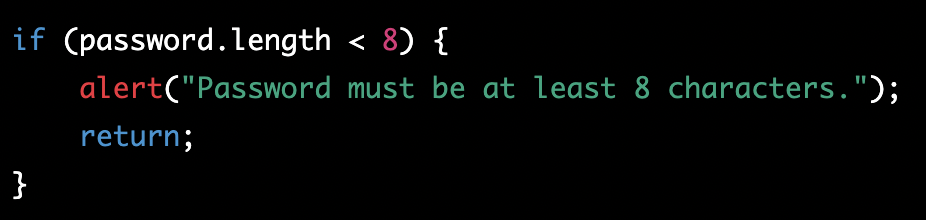 if (password.length < 8) {
    alert("Password must be at least 8 characters.");
    return;
}